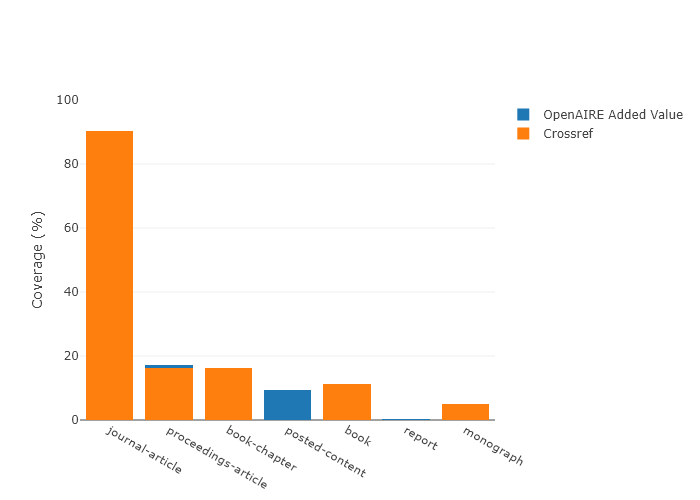 100
80
60
40
20
0
Coverage (%)
journal-article
proceedings-article
book-chapter
posted-content
book
report
monograph
OpenAIRE Added Value
Crossref